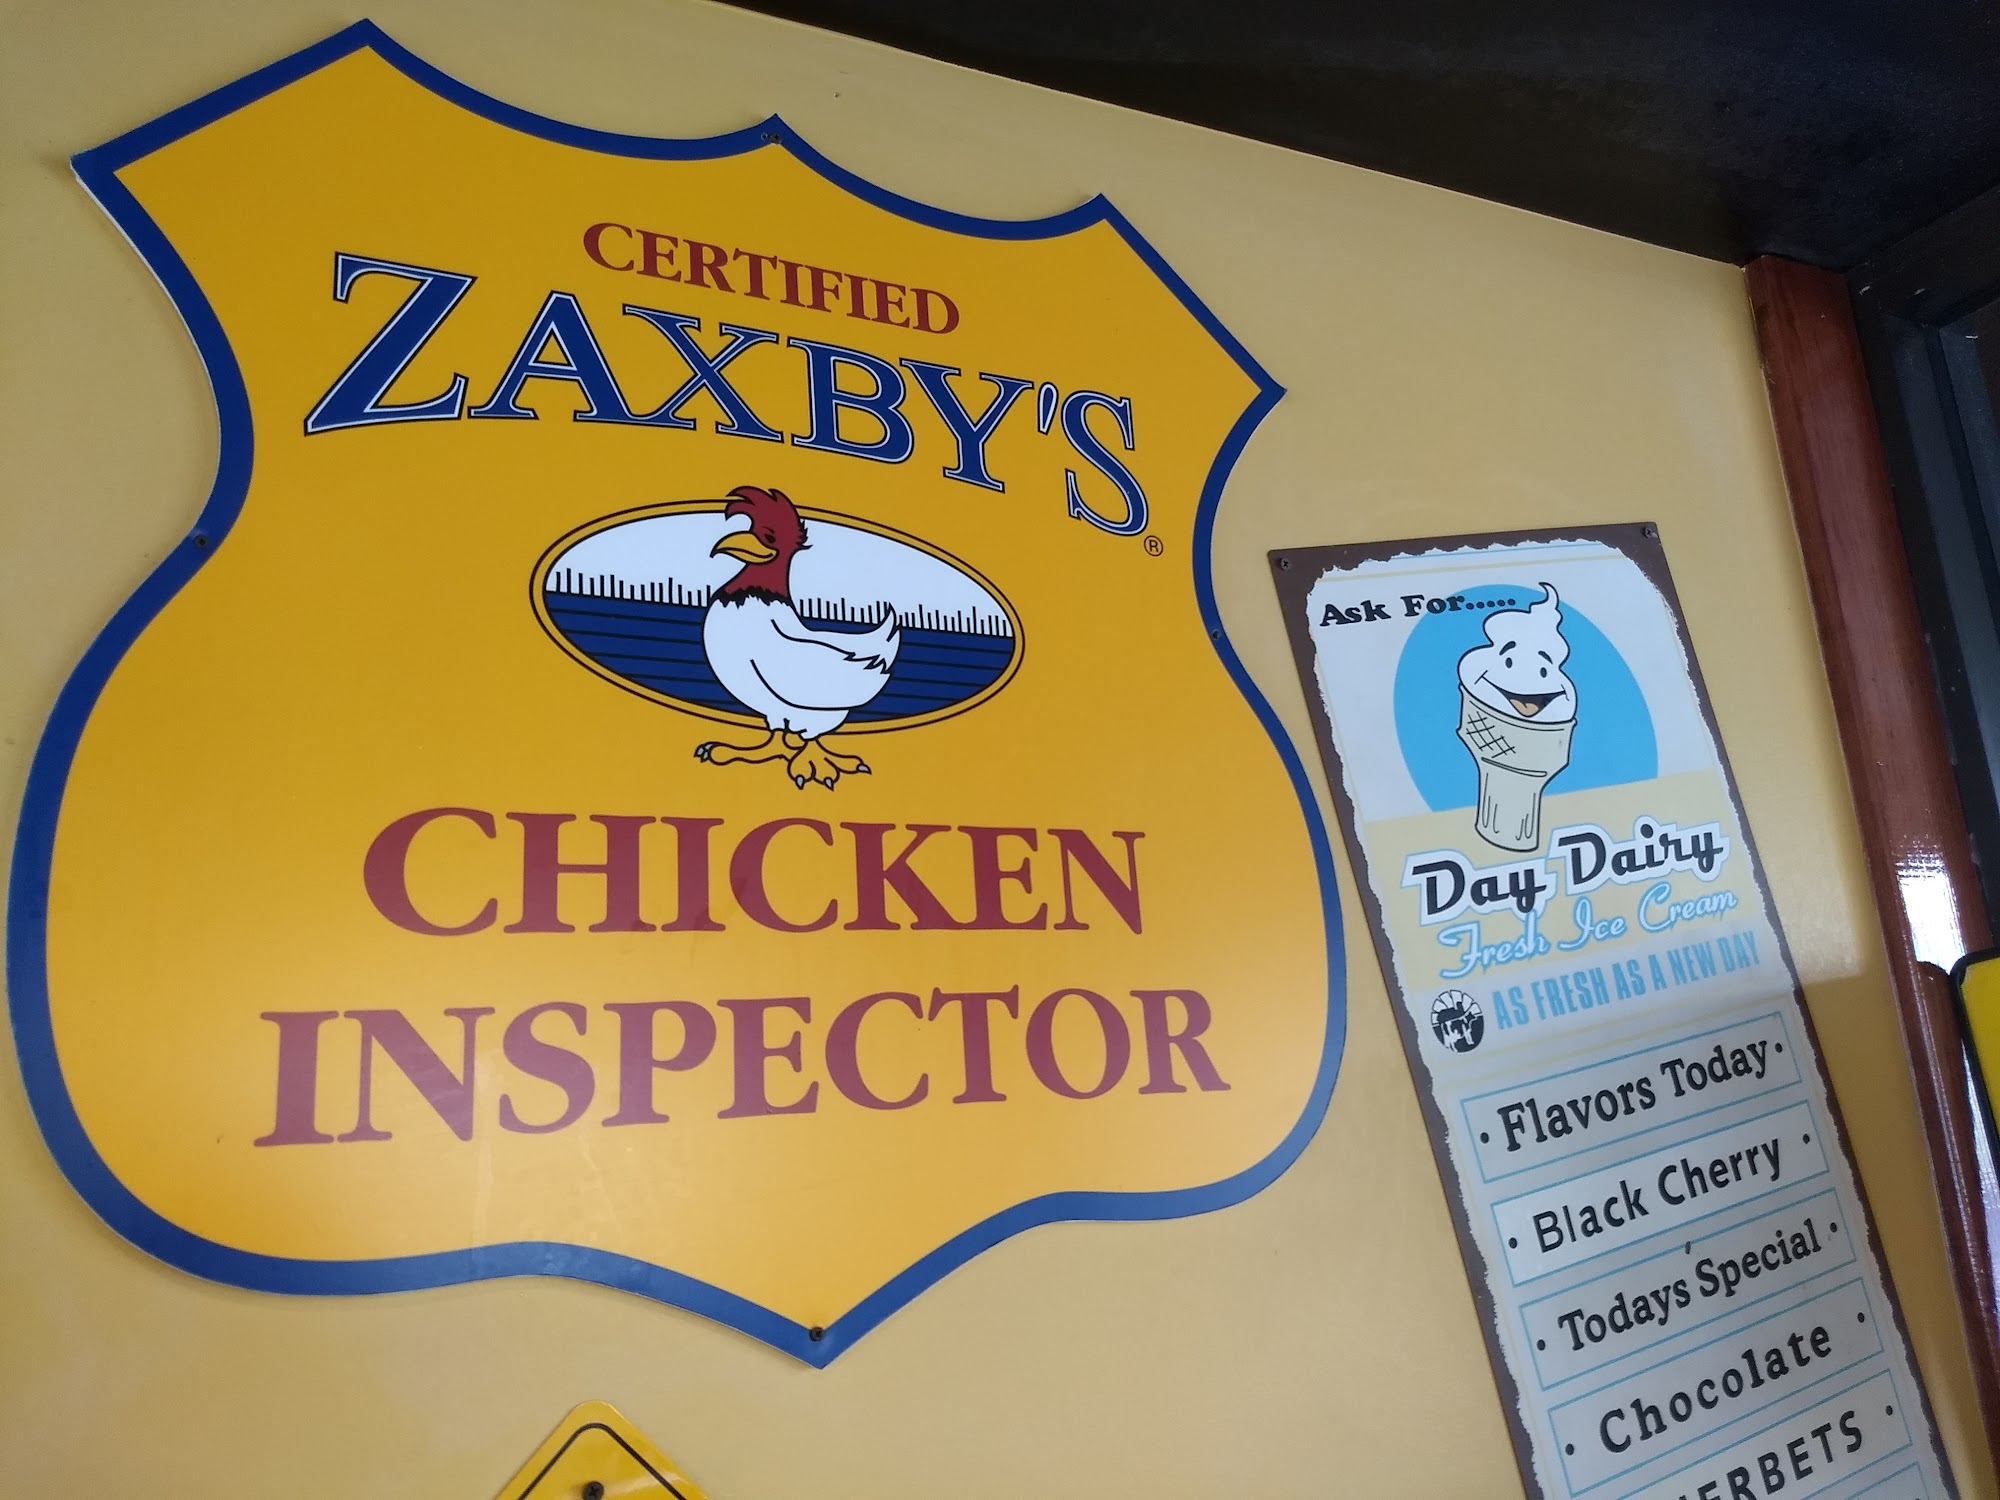 CERTIFIED
ZAXBY'S®
CHICKEN
INSPECTOR
Ask For.....
Day Dairy
Fresh Ice Cream
AS FRESH AS A NEW DAY
• Flavors Today •
• Black Cherry •
• Todays' Special •
• Chocolate •